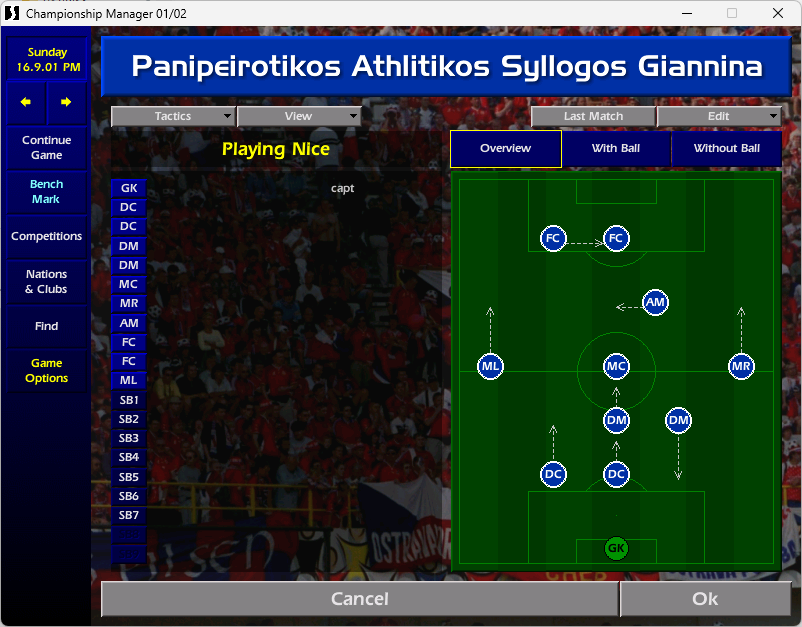 Championship Manager 01/02
Sunday
16.9.01 PM
Panipeirotikos Athlitikos Syllogos Giannina
Continue
Game
Bench
Mark
Competitions
Nations
& Clubs
Find
Game
Options
Tactics
View
Last Match
Edit
Playing Nice
Overview
With Ball
Without Ball
GK capt
DC
DC
DM
DM
MC
MR
AM
FC
FC
ML
SB1
SB2
SB3
SB4
SB5
SB6
SB7
FC FC
AM
ML MC MR
DM DM
DC DC
GK
OSTRAVA
Cancel
Ok